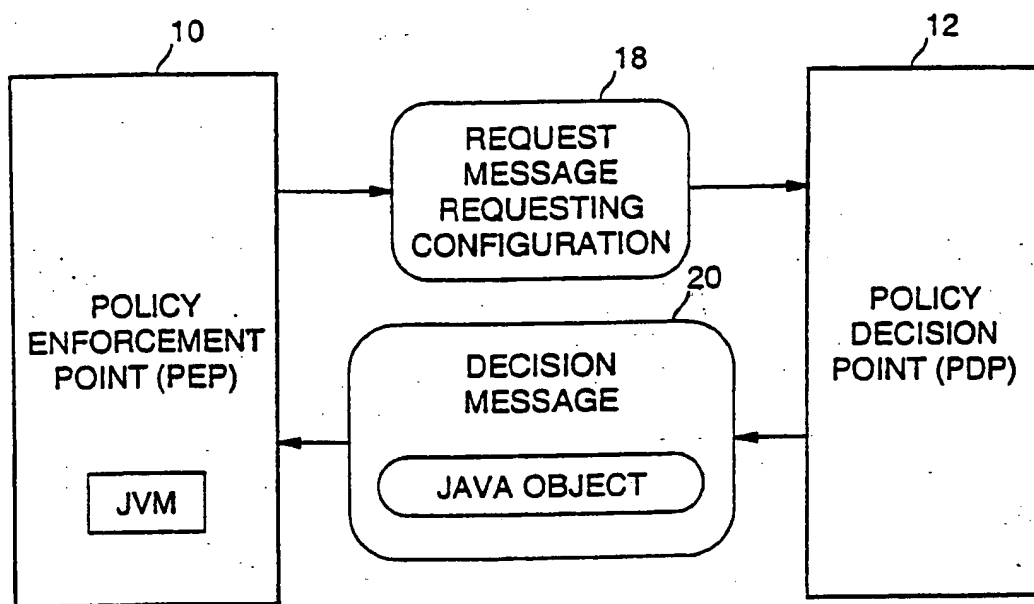 10
18
12
REQUEST
MESSAGE
REQUESTING
CONFIGURATION
20
POLICY
ENFORCEMENT
POINT (PEP)
POLICY
DECISION
POINT (PDP)
DECISION
MESSAGE
JAVA OBJECT
JVM